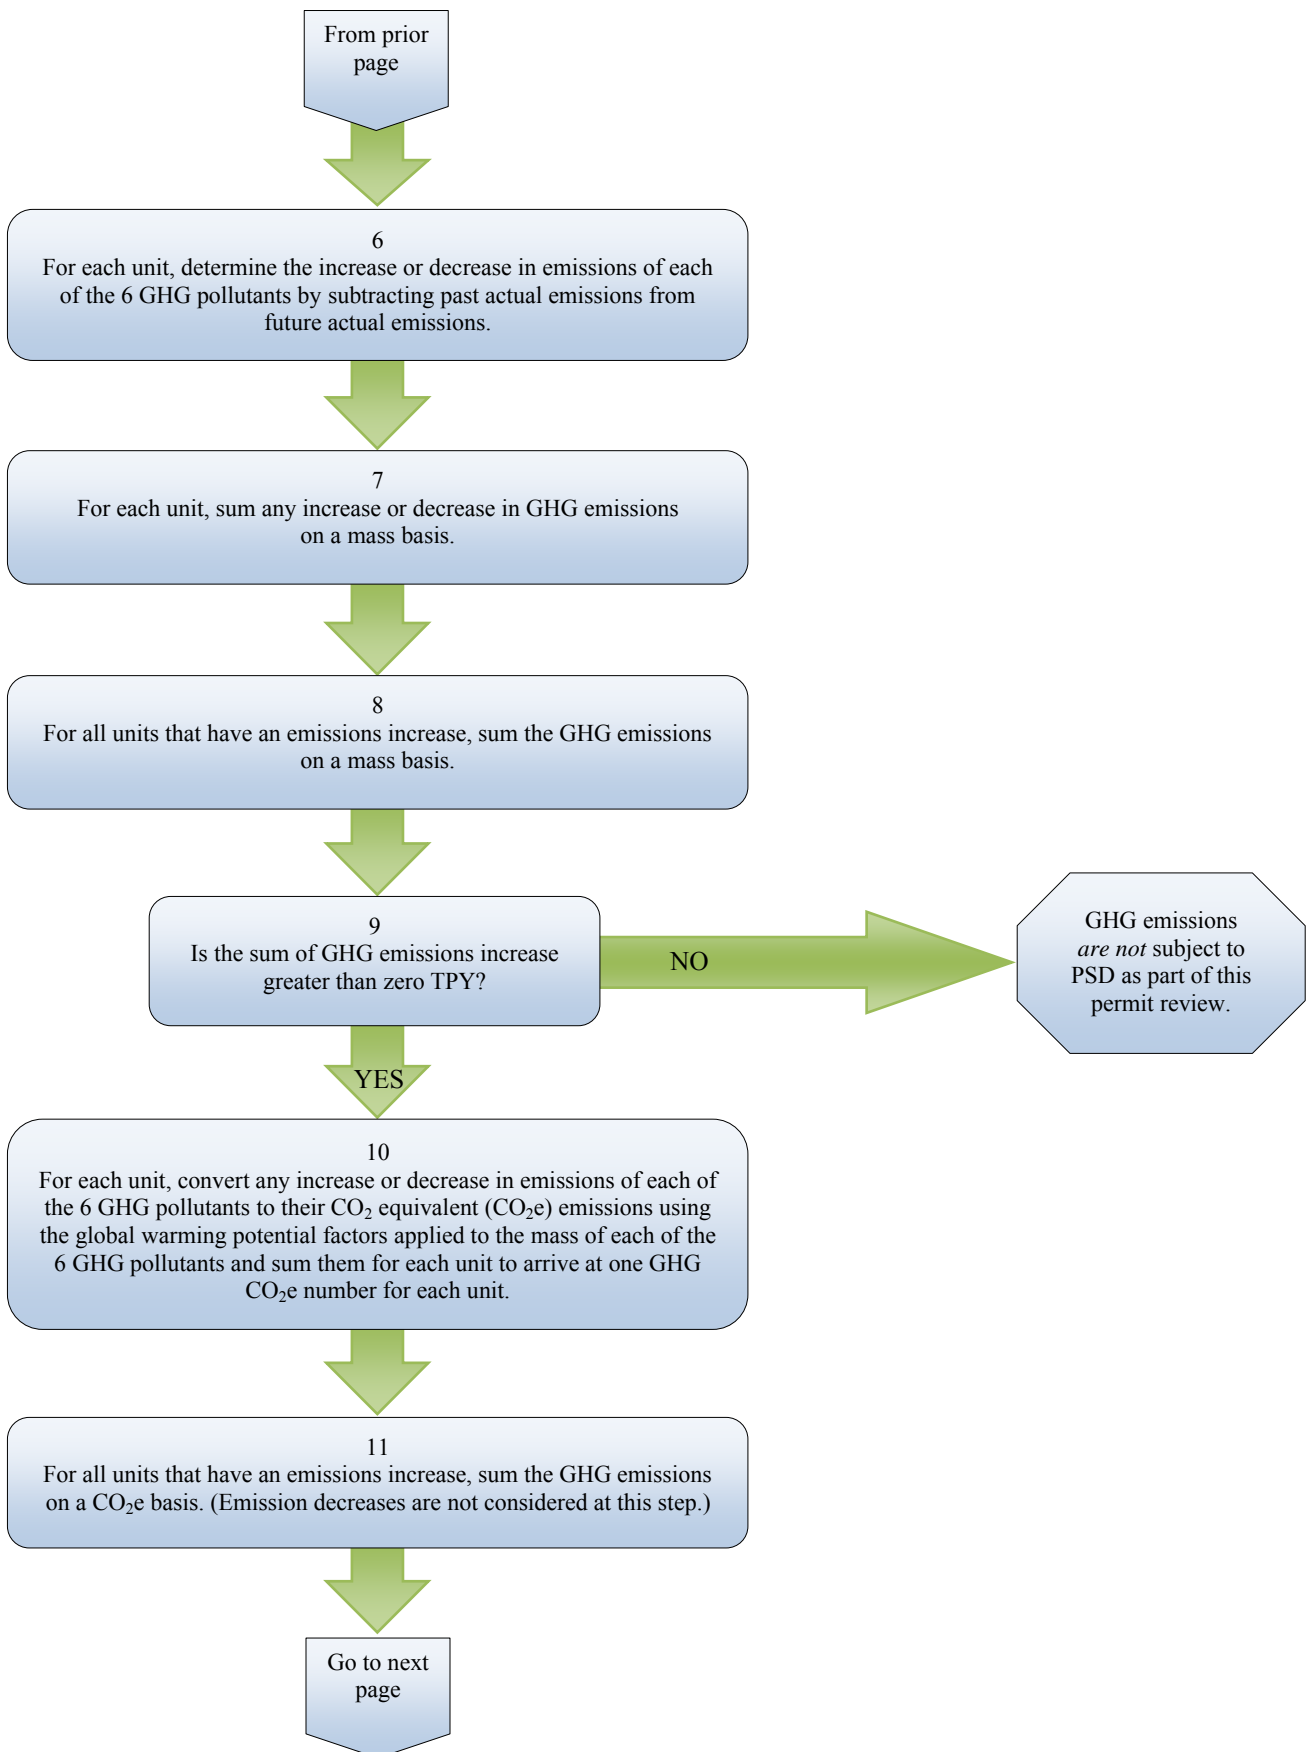 From prior
page
6
For each unit, determine the increase or decrease in emissions of each
of the 6 GHG pollutants by subtracting past actual emissions from
future actual emissions.
7
For each unit, sum any increase or decrease in GHG emissions
on a mass basis.
8
For all units that have an emissions increase, sum the GHG emissions
on a mass basis.
9
Is the sum of GHG emissions increase
greater than zero TPY?
NO
GHG emissions
are not subject to
PSD as part of this
permit review.
YES
10
For each unit, convert any increase or decrease in emissions of each of
the 6 GHG pollutants to their CO₂ equivalent (CO₂e) emissions using
the global warming potential factors applied to the mass of each of the
6 GHG pollutants and sum them for each unit to arrive at one GHG
CO₂e number for each unit.
11
For all units that have an emissions increase, sum the GHG emissions
on a CO₂e basis. (Emission decreases are not considered at this step.)
Go to next
page